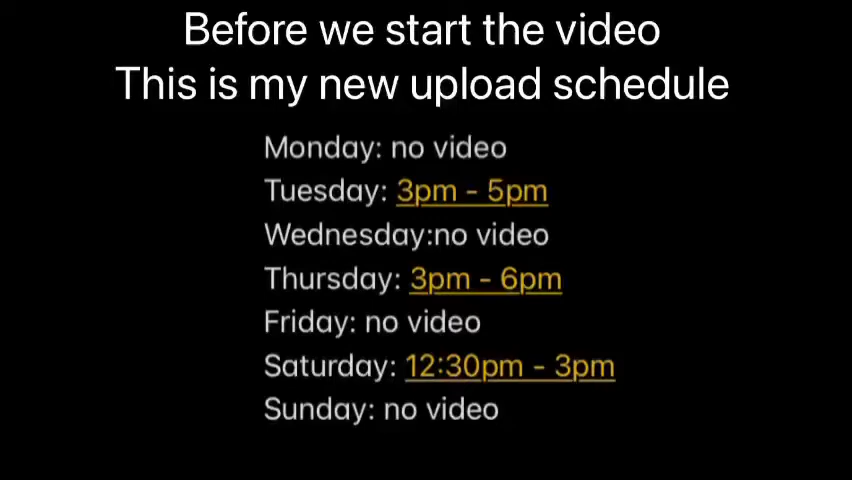 Before we start the video
This is my new upload schedule
Monday: no video
Tuesday: 3pm - 5pm
Wednesday:no video
Thursday: 3pm - 6pm
Friday: no video
Saturday: 12:30pm - 3pm
Sunday: no video